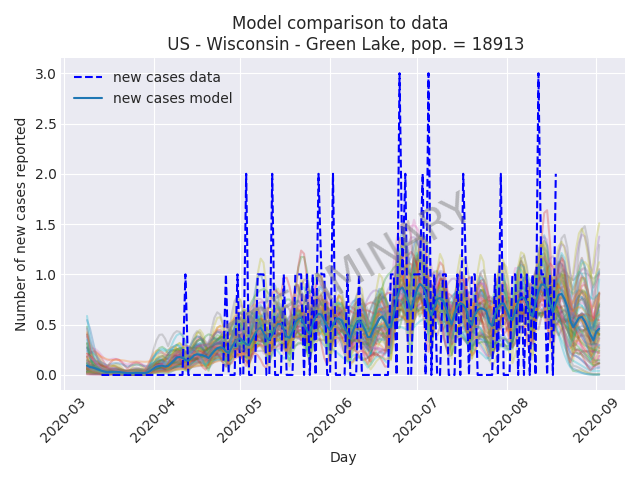 Model comparison to data
US - Wisconsin - Green Lake, pop. = 18913
3.0
2.5
2.0
1.5
1.0
0.5
0.0
Number of new cases reported
new cases data
new cases model
2020-03
2020-04
2020-05
2020-06
2020-07
2020-08
2020-09
Day